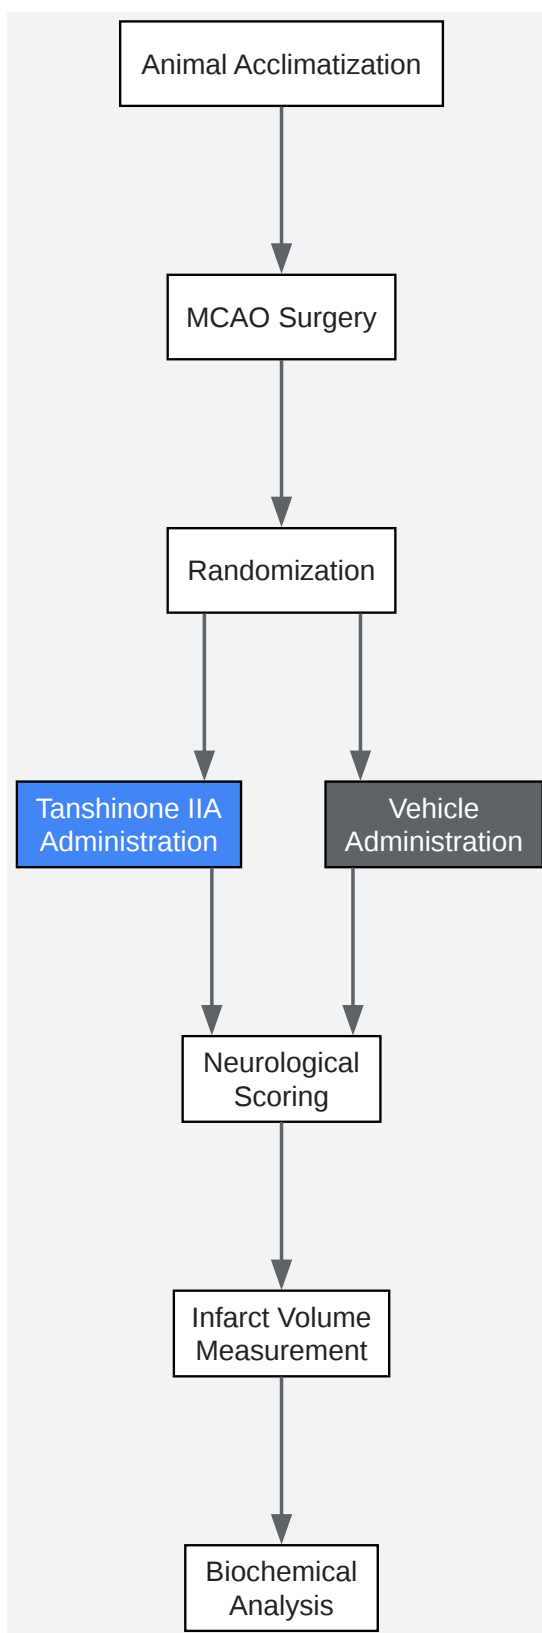 Animal Acclimatization
MCAO Surgery
Randomization
Tanshinone IIA
Administration
Vehicle
Administration
Neurological
Scoring
Infarct Volume
Measurement
Biochemical
Analysis